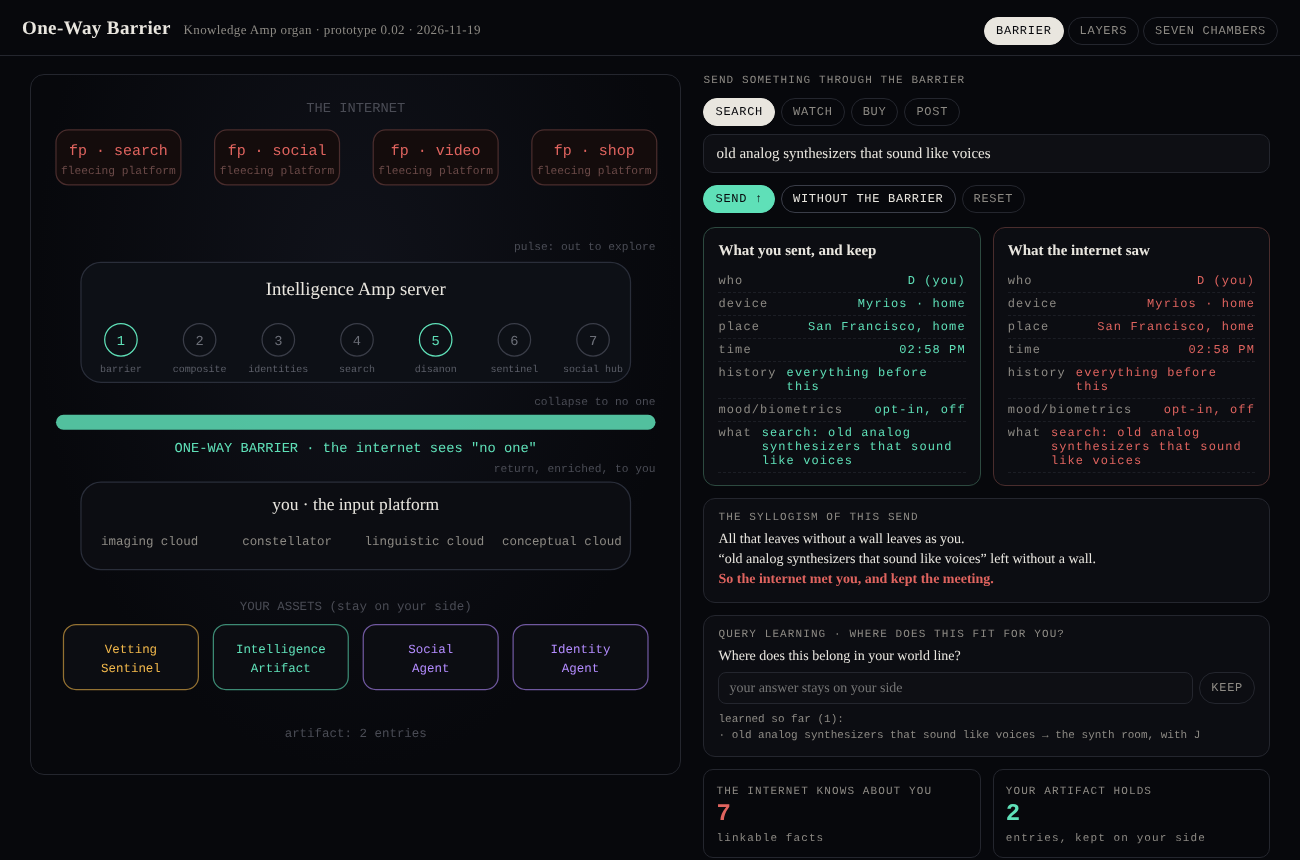 One-Way Barrier Knowledge Amp organ · prototype 0.02 · 2026-11-19
BARRIER LAYERS SEVEN CHAMBERS
THE INTERNET
fp · search
fleecing platform
fp · social
fleecing platform
fp · video
fleecing platform
fp · shop
fleecing platform
pulse: out to explore
Intelligence Amp server
1 2 3 4 5 6 7
barrier composite identities search disanon sentinel social hub
collapse to no one
ONE-WAY BARRIER · the internet sees "no one"
return, enriched, to you
you · the input platform
imaging cloud constellator linguistic cloud conceptual cloud
YOUR ASSETS (stay on your side)
Vetting
Sentinel
Intelligence
Artifact
Social
Agent
Identity
Agent
artifact: 2 entries
SEND SOMETHING THROUGH THE BARRIER
SEARCH WATCH BUY POST
old analog synthesizers that sound like voices
SEND ↑ WITHOUT THE BARRIER RESET
What you sent, and keep
who D (you)
device Myrios · home
place San Francisco, home
time 02:58 PM
history everything before
this
mood/biometrics opt-in, off
what search: old analog
synthesizers that sound
like voices
What the internet saw
who D (you)
device Myrios · home
place San Francisco, home
time 02:58 PM
history everything before
this
mood/biometrics opt-in, off
what search: old analog
synthesizers that sound
like voices
THE SYLLOGISM OF THIS SEND
All that leaves without a wall leaves as you.
“old analog synthesizers that sound like voices” left without a wall.
So the internet met you, and kept the meeting.
QUERY LEARNING · WHERE DOES THIS FIT FOR YOU?
Where does this belong in your world line?
your answer stays on your side KEEP
learned so far (1):
· old analog synthesizers that sound like voices → the synth room, with J
THE INTERNET KNOWS ABOUT YOU
7
linkable facts
YOUR ARTIFACT HOLDS
2
entries, kept on your side